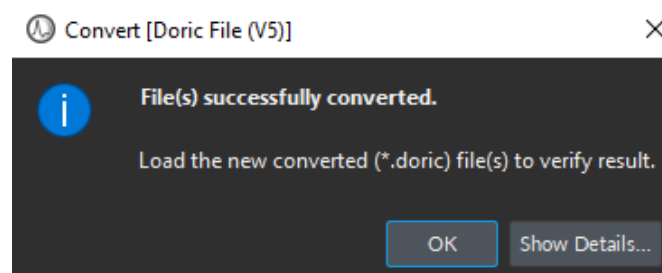 Convert [Doric File (V5)]
File(s) successfully converted.
Load the new converted (*.doric) file(s) to verify result.
OK
Show Details...